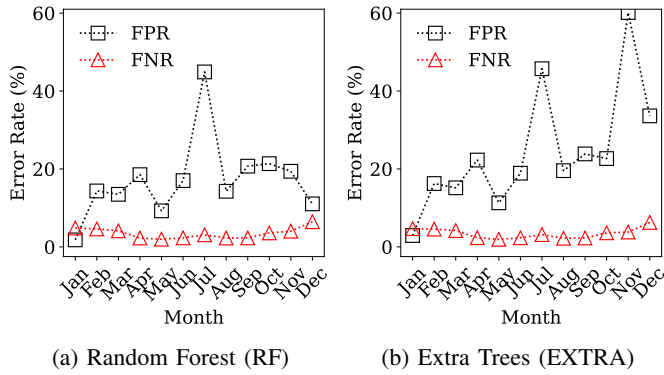 60
40
20
0
Error Rate (%)
FPR
FNR
Jan
Feb
Mar
Apr
May
Jun
Jul
Aug
Sep
Oct
Nov
Dec
Month
(a) Random Forest (RF)
60
40
20
0
Error Rate (%)
FPR
FNR
Jan
Feb
Mar
Apr
May
Jun
Jul
Aug
Sep
Oct
Nov
Dec
Month
(b) Extra Trees (EXTRA)